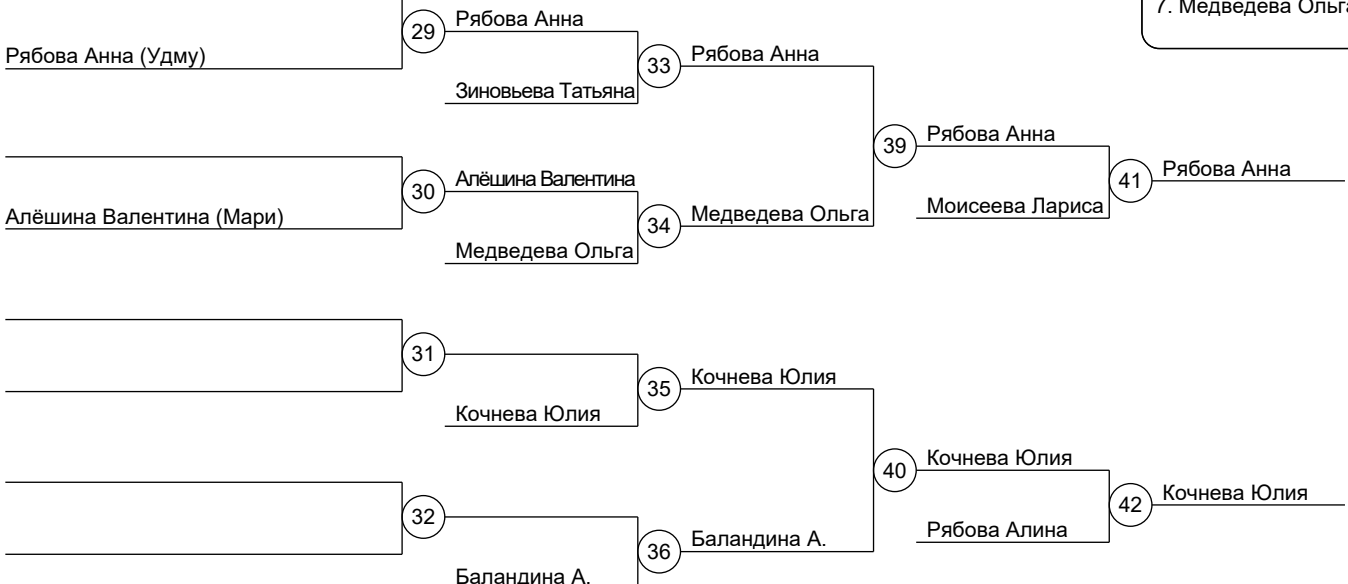 7. Медведева Ольга
29
Рябова Анна
Рябова Анна (Удму)
33
Рябова Анна
Зиновьева Татьяна
39
Рябова Анна
30
Алёшина Валентина
41
Рябова Анна
Алёшина Валентина (Мари)
34
Медведева Ольга
Моисеева Лариса
Медведева Ольга
31
35
Кочнева Юлия
Кочнева Юлия
40
Кочнева Юлия
32
42
Кочнева Юлия
36
Баландина А.
Рябова Алина
Баландина А.